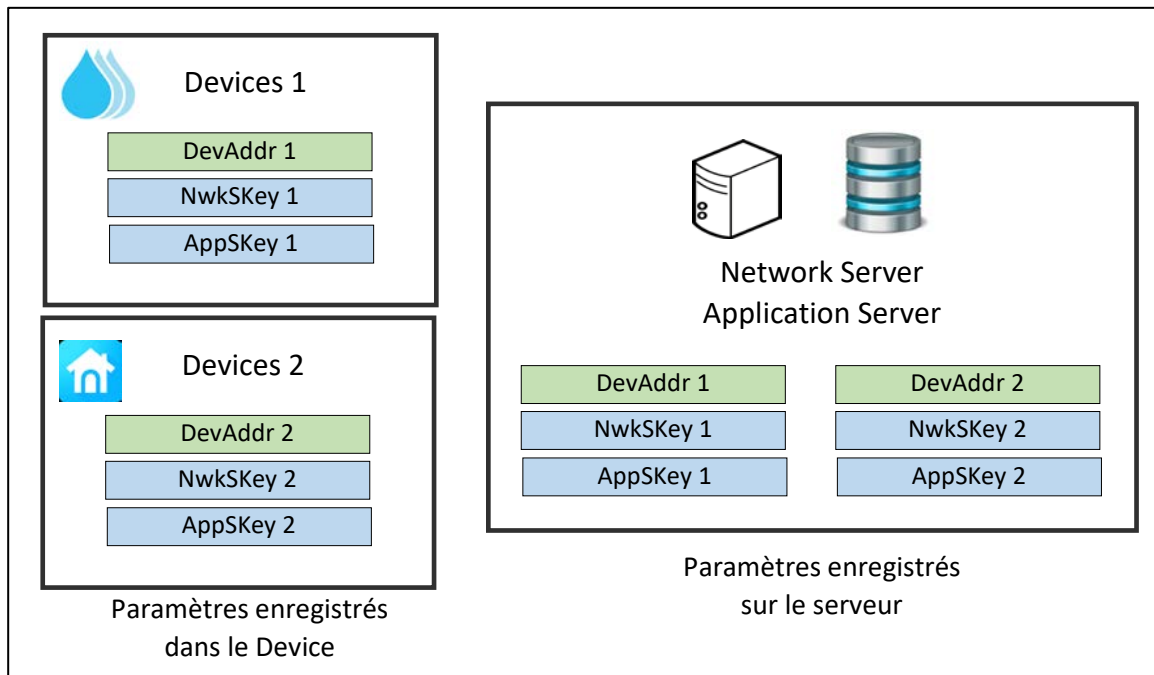 Devices 1
DevAddr 1
NwkSKey 1
AppSKey 1
Devices 2
DevAddr 2
NwkSKey 2
AppSKey 2
Paramètres enregistrés
dans le Device
Network Server
Application Server
DevAddr 1
NwkSKey 1
AppSKey 1
DevAddr 2
NwkSKey 2
AppSKey 2
Paramètres enregistrés
sur le serveur